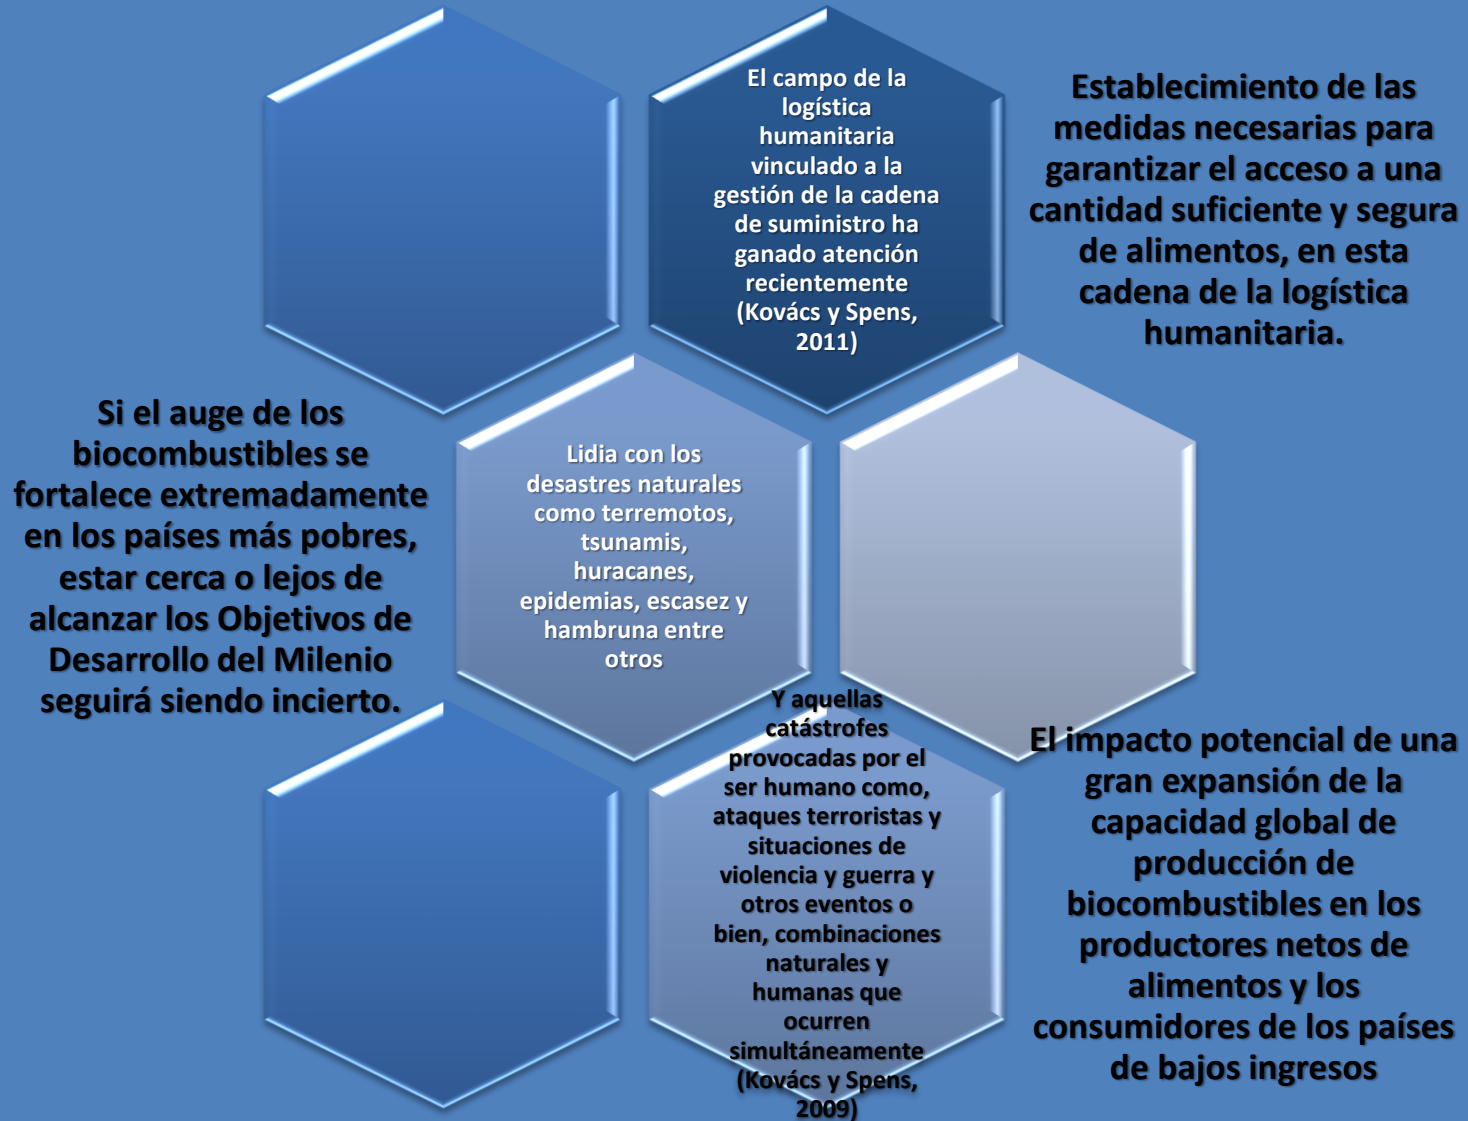 El campo de la
logística
humanitaria
vinculado a la
gestión de la cadena
de suministro ha
ganado atención
recientemente
(Kovács y Spens,
2011)
Establecimiento de las
medidas necesarias para
garantizar el acceso a una
cantidad suficiente y segura
de alimentos, en esta
cadena de la logística
humanitaria.
Si el auge de los
biocombustibles se
fortalece extremadamente
en los países más pobres,
estar cerca o lejos de
alcanzar los Objetivos de
Desarrollo del Milenio
seguirá siendo incierto.
Lidia con los
desastres naturales
como terremotos,
tsunamis,
huracanes,
epidemias, escasez y
hambruna entre
otros
Y aquellas
catástrofes
provocadas por el
ser humano como,
ataques terroristas y
situaciones de
violencia y guerra y
otros eventos o
bien, combinaciones
naturales y
humanas que
ocurren
simultáneamente
(Kovács y Spens,
2009)
El impacto potencial de una
gran expansión de la
capacidad global de
producción de
biocombustibles en los
productores netos de
alimentos y los
consumidores de los países
de bajos ingresos